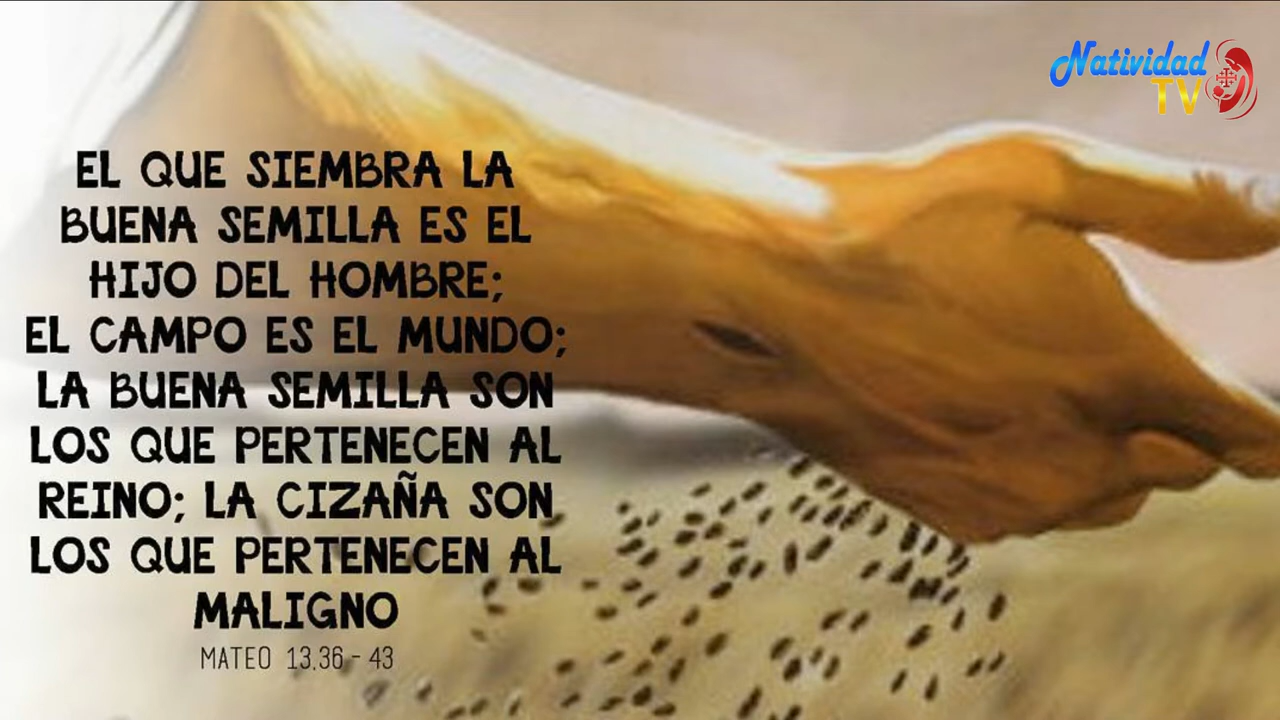 Natividad
TV
EL QUE SIEMBRA LA
BUENA SEMILLA ES EL
HIJO DEL HOMBRE;
EL CAMPO ES EL MUNDO;
LA BUENA SEMILLA SON
LOS QUE PERTENECEN AL
REINO; LA CIZAÑA SON
LOS QUE PERTENECEN AL
MALIGNO
MATEO 13,36 - 43